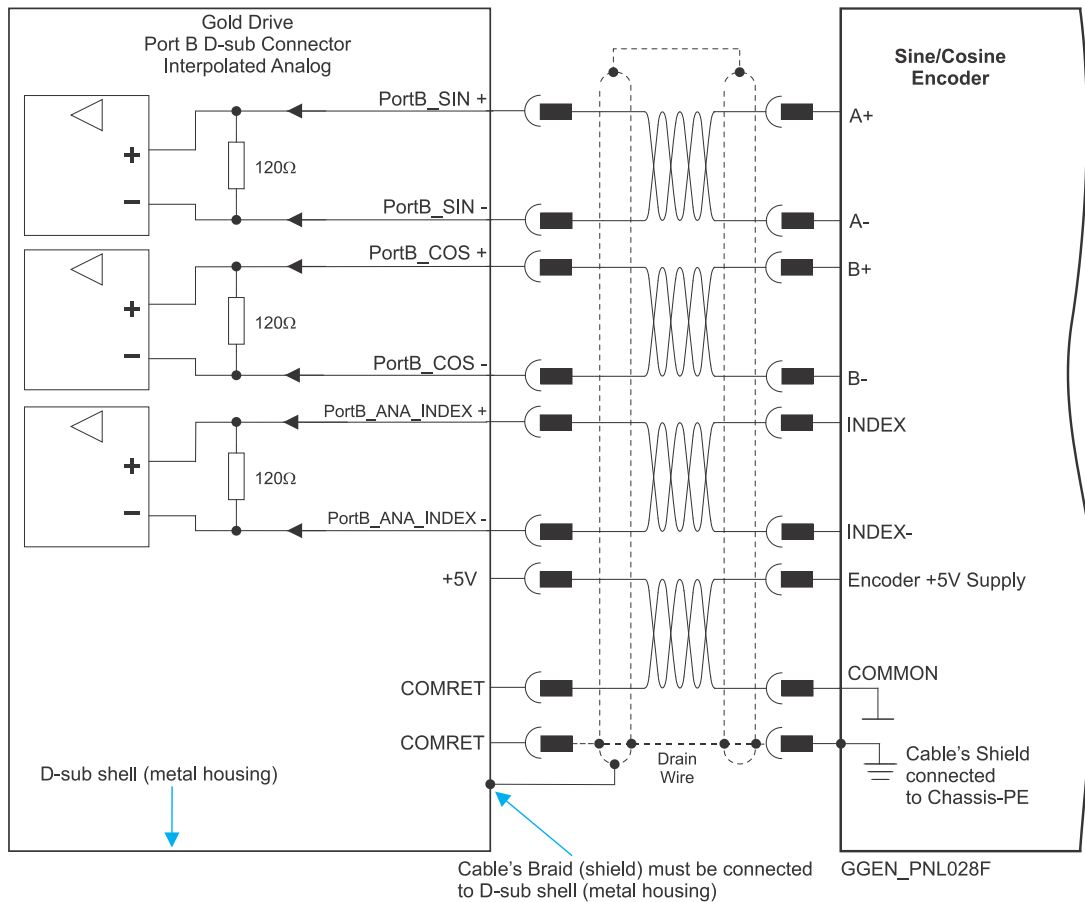 Gold Drive
Port B D-sub Connector
Interpolated Analog
Sine/Cosine
Encoder
PortB_SIN +
A+
+
120Ω
-
PortB_SIN -
A-
PortB_COS +
B+
+
120Ω
-
PortB_COS -
B-
PortB_ANA_INDEX +
INDEX
+
120Ω
-
PortB_ANA_INDEX -
INDEX-
+5V
Encoder +5V Supply
COMRET
COMMON
COMRET
Drain
Wire
Cable's Shield
connected
to Chassis-PE
D-sub shell (metal housing)
Cable's Braid (shield) must be connected
to D-sub shell (metal housing)
GGEN_PNL028F